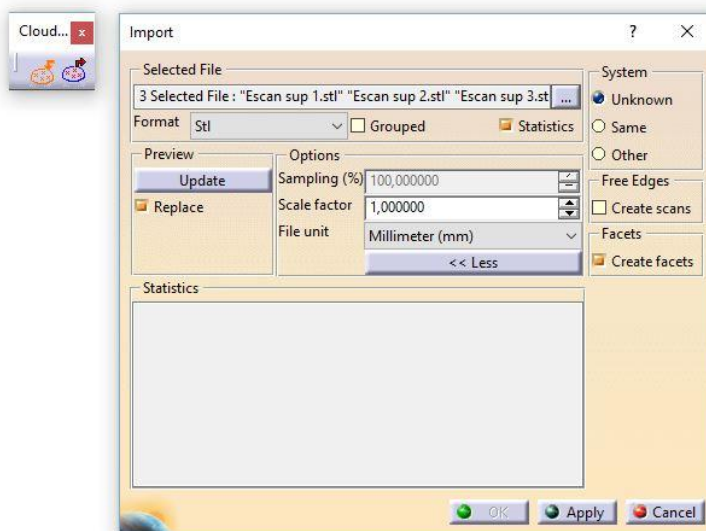 Cloud...
x
Import
?
Selected File
3 Selected File : "Escan sup 1.stl" "Escan sup 2.stl" "Escan sup 3.st
...
Format Stl Grouped Statistics
Preview
Update
Replace
Options
Sampling (%) 100,000000
Scale factor 1,000000
File unit Millimeter (mm)
<< Less
System
Unknown
Same
Other
Free Edges
Create scans
Facets
Create facets
Statistics
OK Apply Cancel